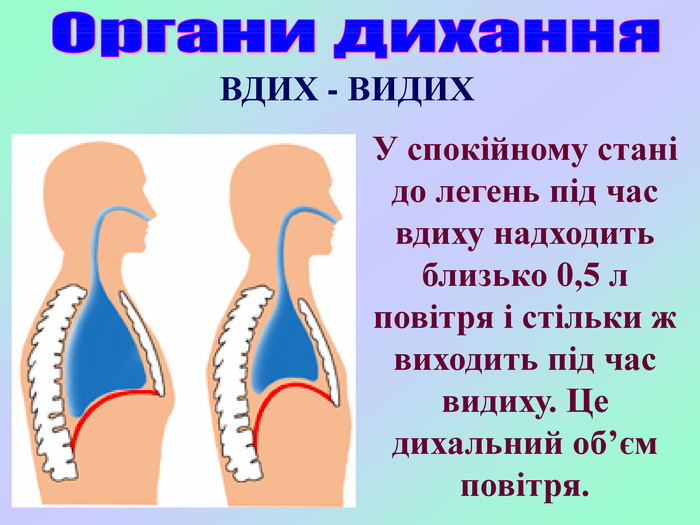 Органи дихання
ВДИХ - ВИДИХ
У спокійному стані
до легень під час
вдиху надходить
близько 0,5 л
повітря і стільки ж
виходить під час
видиху. Це
дихальний об’єм
повітря.